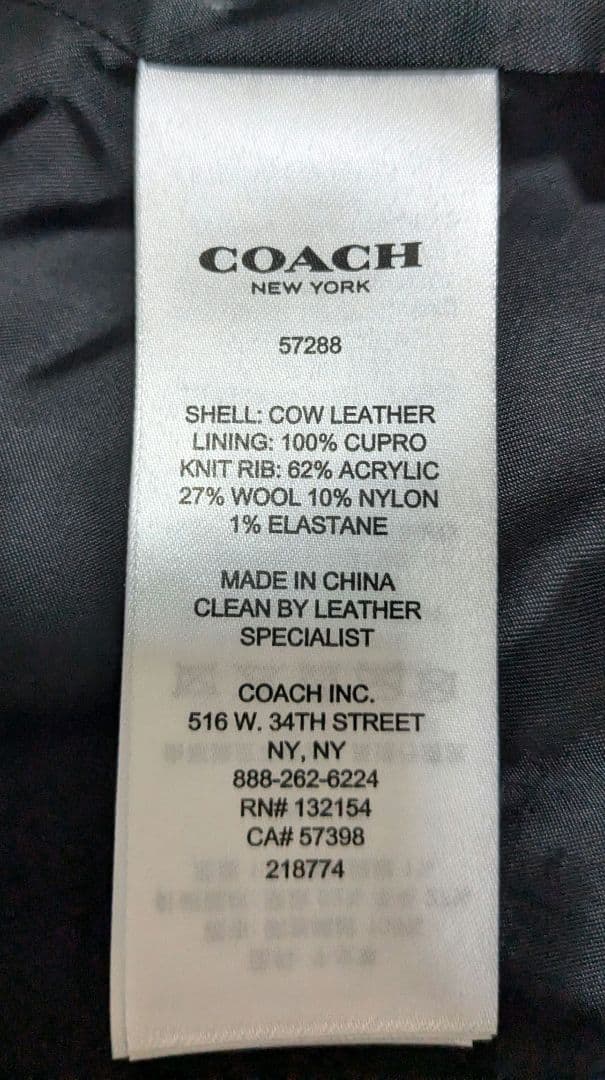 COACH
NEW YORK
57288
SHELL: COW LEATHER
LINING: 100% CUPRO
KNIT RIB: 62% ACRYLIC
27% WOOL 10% NYLON
1% ELASTANE
MADE IN CHINA
CLEAN BY LEATHER
SPECIALIST
COACH INC.
516 W. 34TH STREET
NY, NY
888-262-6224
RN# 132154
CA# 57398
218774